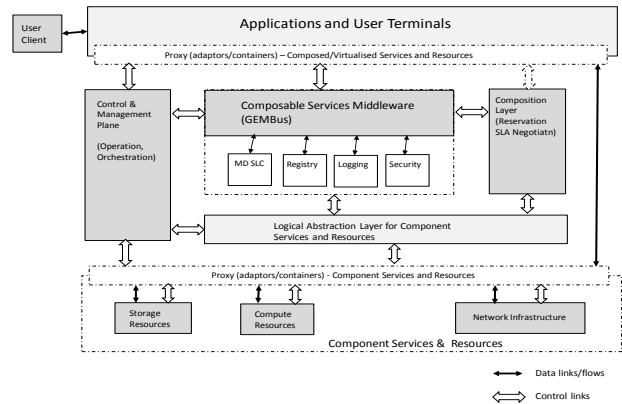 User
Client
Applications and User Terminals
Proxy (adaptors/containers) – Composed/Virtualised Services and Resources
Control &
Management
Plane
(Operation,
Orchestration)
Composable Services Middleware
(GEMBus)
MD SLC
Registry
Logging
Security
Composition
Layer
(Reservation
SLA Negotiatn)
Logical Abstraction Layer for Component
Services and Resources
Proxy (adaptors/containers) - Component Services and Resources
Storage
Resources
Compute
Resources
Network Infrastructure
Component Services & Resources
Data links/flows
Control links